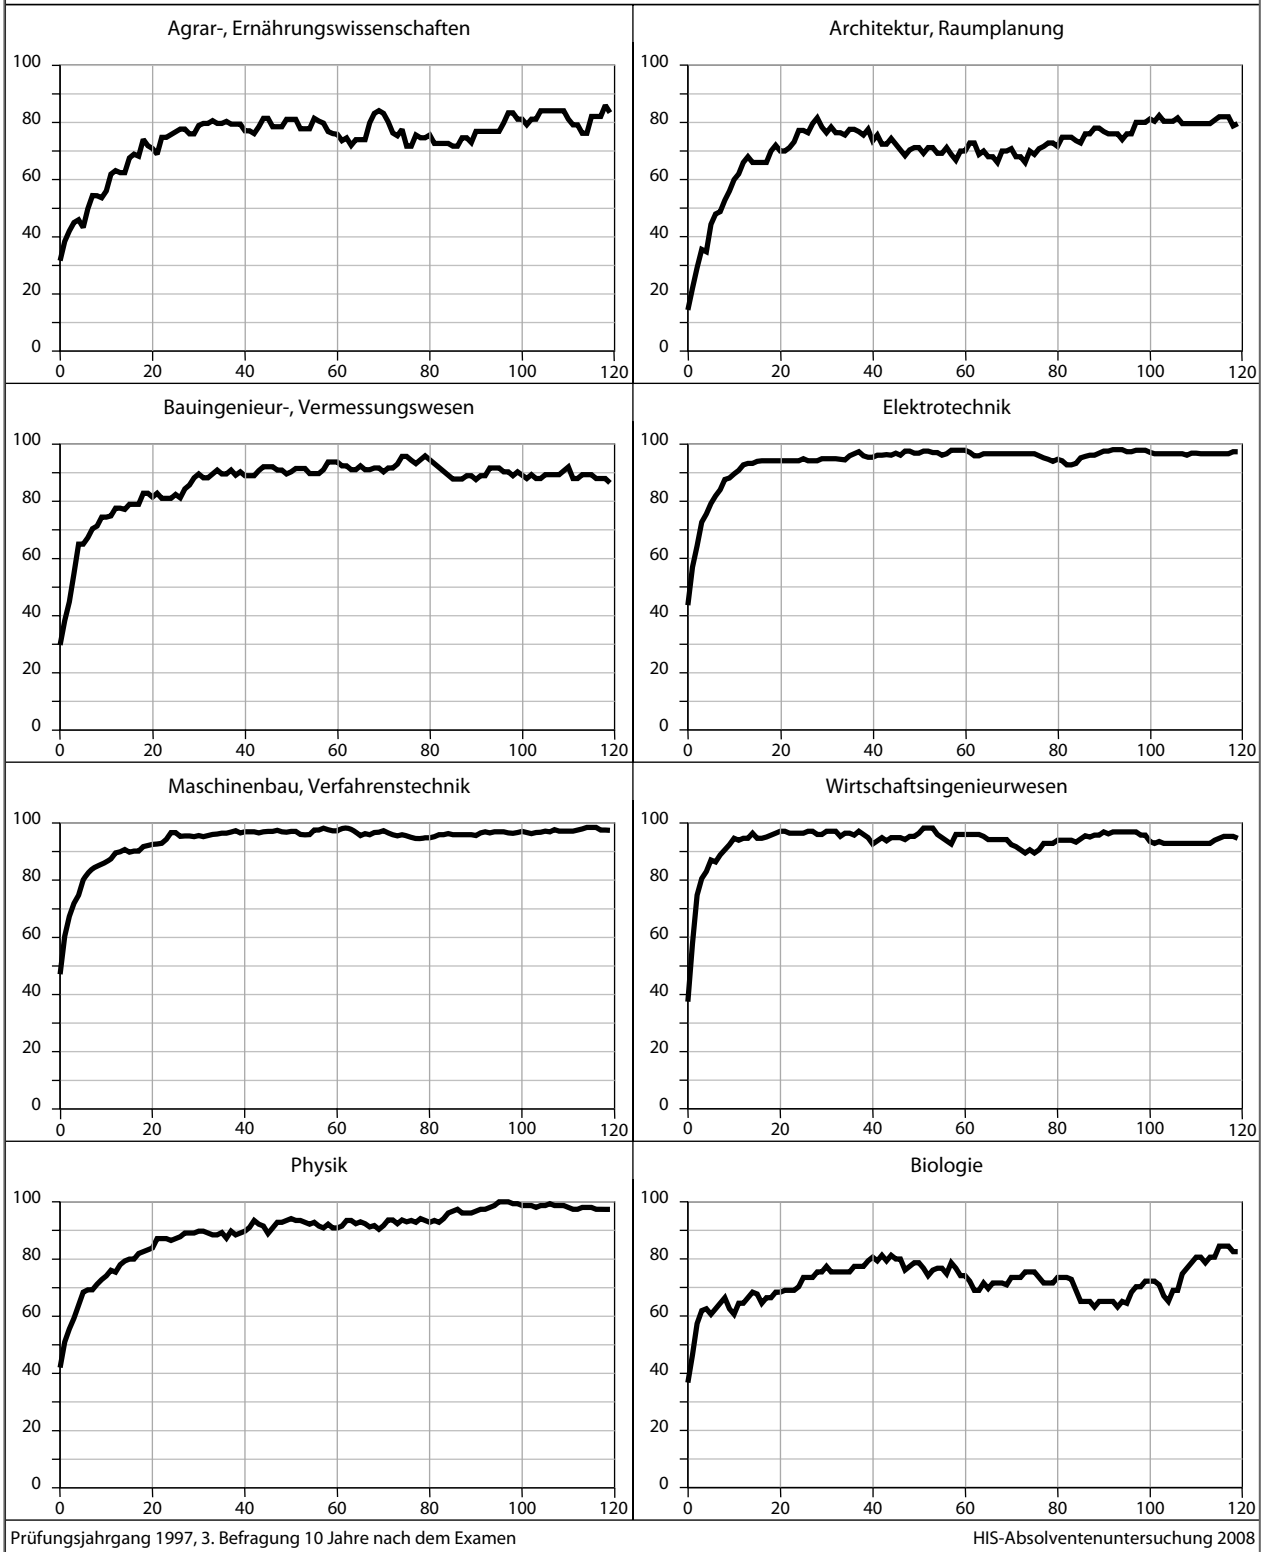 Agrar-, Ernährungswissenschaften
100
80
60
40
20
0
0 20 40 60 80 100 120
Architektur, Raumplanung
100
80
60
40
20
0
0 20 40 60 80 100 120
Bauingenieur-, Vermessungswesen
100
80
60
40
20
0
0 20 40 60 80 100 120
Elektrotechnik
100
80
60
40
20
0
0 20 40 60 80 100 120
Maschinenbau, Verfahrenstechnik
100
80
60
40
20
0
0 20 40 60 80 100 120
Wirtschaftsingenieurwesen
100
80
60
40
20
0
0 20 40 60 80 100 120
Physik
100
80
60
40
20
0
0 20 40 60 80 100 120
Biologie
100
80
60
40
20
0
0 20 40 60 80 100 120
Prüfungsjahrgang 1997, 3. Befragung 10 Jahre nach dem Examen
HIS-Absolventenuntersuchung 2008